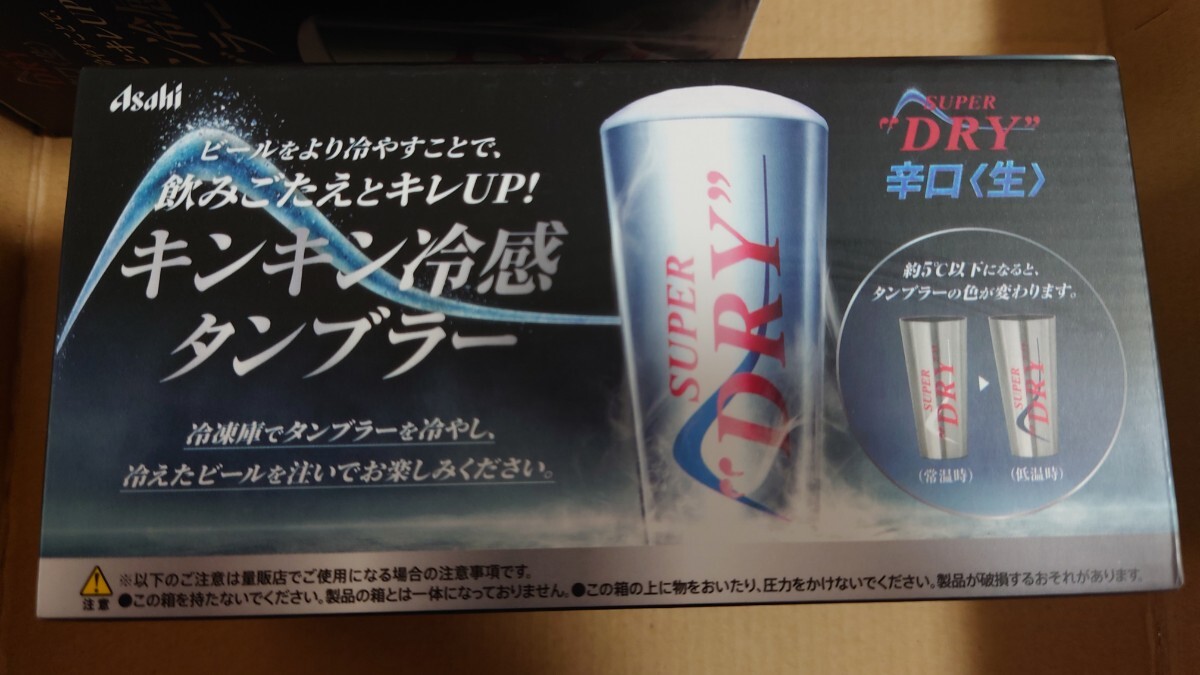 Asahi
ビールをより冷やすことで、
飲みごたえとキレUP!
キンキン冷感
タンブラー
冷凍庫でタンブラーを冷やし、
冷えたビールを注いでお楽しみください。
SUPER
"DRY"
SUPER
"DRY"
辛口〈生〉
約5℃以下になると、
タンブラーの色が変わります。
SUPER
"DRY"
SUPER
"DRY"
(常温時)
(低温時)
注意
※以下のご注意は量販店でご使用になる場合の注意事項です。
●この箱を持たないでください。製品の箱とは一体になっておりません。●この箱の上に物をおいたり、圧力をかけないでください。製品が破損するおそれがあります。